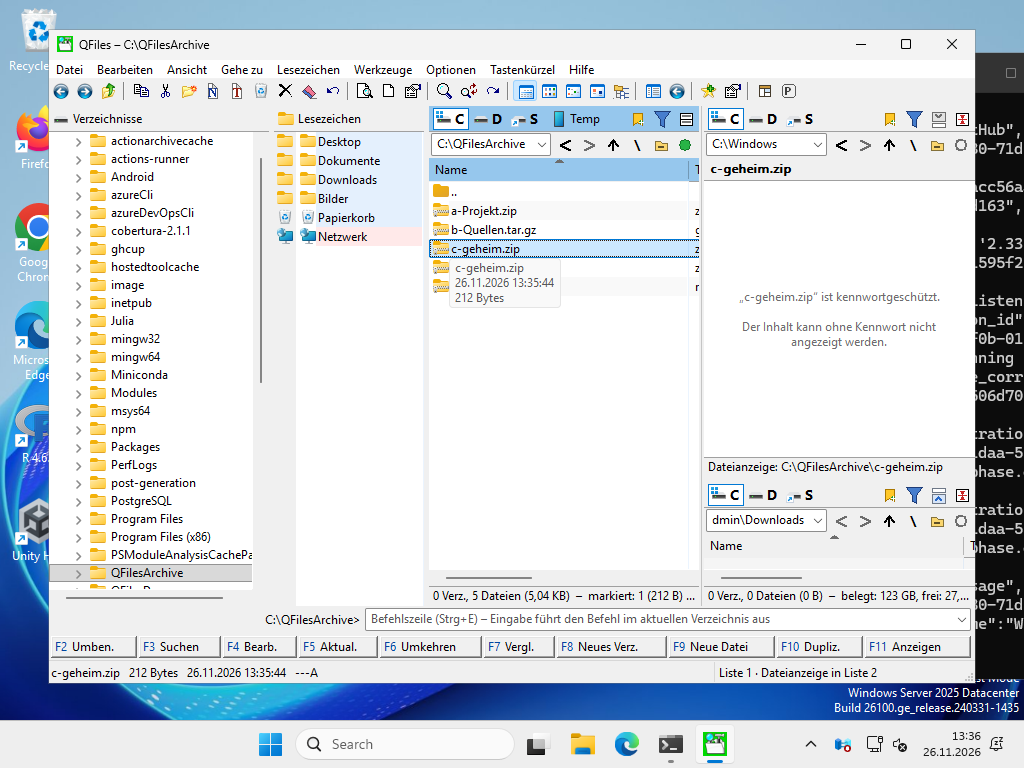 Recycle
Firefo
Goog
Chron
Micros
Edge
R 4.6.
Unity H
QFiles – C:\QFilesArchive
Datei Bearbeiten Ansicht Gehe zu Lesezeichen Werkzeuge Optionen Tastenkürzel Hilfe
Verzeichnisse
actionarchivecache
actions-runner
Android
azureCli
azureDevOpsCli
cobertura-2.1.1
ghcup
hostedtoolcache
image
inetpub
Julia
mingw32
mingw64
Miniconda
Modules
msys64
npm
Packages
PerfLogs
post-generation
PostgreSQL
Program Files
Program Files (x86)
PSModuleAnalysisCachePa
QFilesArchive
Lesezeichen
Desktop
Dokumente
Downloads
Bilder
Papierkorb
Netzwerk
C D S Temp
C:\QFilesArchive
Name
..
a-Projekt.zip
b-Quellen.tar.gz
c-geheim.zip
c-geheim.zip
26.11.2026 13:35:44
212 Bytes
0 Verz., 5 Dateien (5,04 KB) – markiert: 1 (212 B) ...
C D S
C:\Windows
c-geheim.zip
„c-geheim.zip“ ist kennwortgeschützt.
Der Inhalt kann ohne Kennwort nicht
angezeigt werden.
Dateianzeige: C:\QFilesArchive\c-geheim.zip
C D S
dmin\Downloads
Name
0 Verz., 0 Dateien (0 B) – belegt: 123 GB, frei: 27,...
C:\QFilesArchive>
Befehlszeile (Strg+E) – Eingabe führt den Befehl im aktuellen Verzeichnis aus
F2 Umben. F3 Suchen F4 Bearb. F5 Aktual. F6 Umkehren F7 Vergl. F8 Neues Verz. F9 Neue Datei F10 Dupliz. F11 Anzeigen
c-geheim.zip 212 Bytes 26.11.2026 13:35:44 ---A
Liste 1 · Dateianzeige in Liste 2
Windows Server 2025 Datacenter
Build 26100.ge_release.240331-1435
Search
13:36
26.11.2026